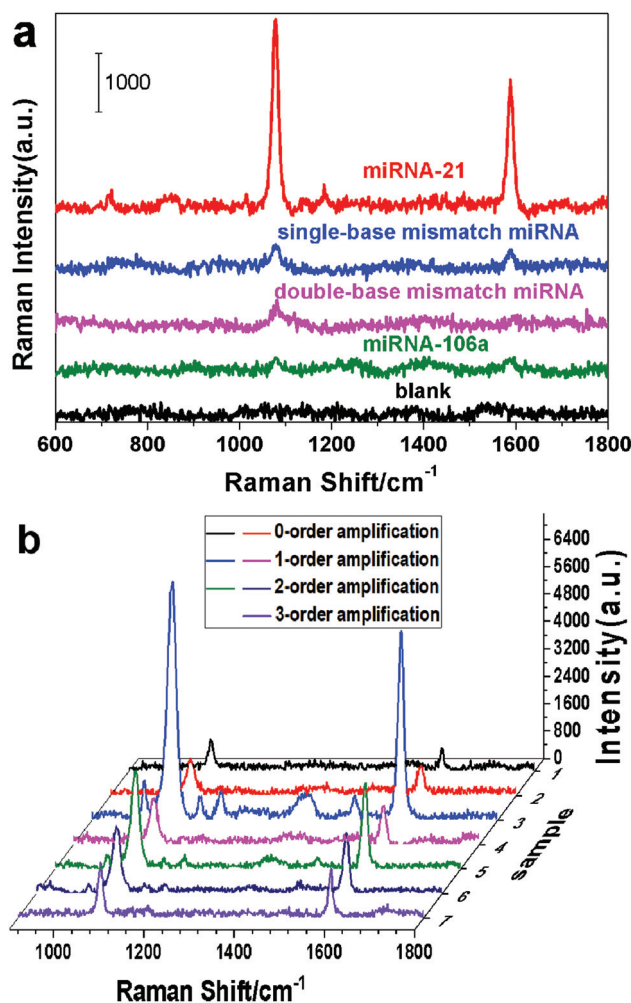 a
1000
miRNA-21
single-base mismatch miRNA
double-base mismatch miRNA
miRNA-106a
blank
Raman Intensity(a.u.)
600 800 1000 1200 1400 1600 1800
Raman Shift/cm⁻¹
b
0-order amplification
1-order amplification
2-order amplification
3-order amplification
6400
5600
4800
4000
3200
2400
1600
800
0
Intensity(a.u.)
1
2
3
4
5
6
7
sample
1000 1200 1400 1600 1800
Raman Shift/cm⁻¹